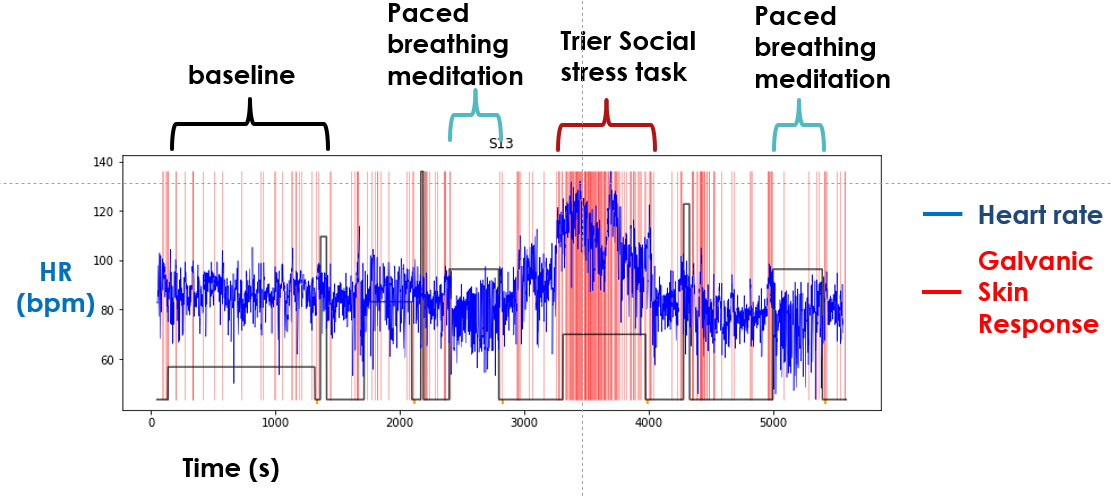 Paced
breathing
meditation
Trier Social
stress task
Paced
breathing
meditation
baseline
S13
140
120
100
80
60
HR
(bpm)
Heart rate
Galvanic
Skin
Response
0
1000
2000
3000
4000
5000
Time (s)